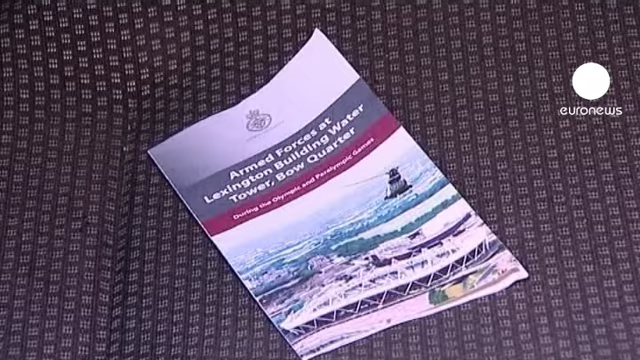 Armed Forces at
Lexington Building Water
Tower, Bow Quarter
During the Olympic and Paralympic Games
euronews